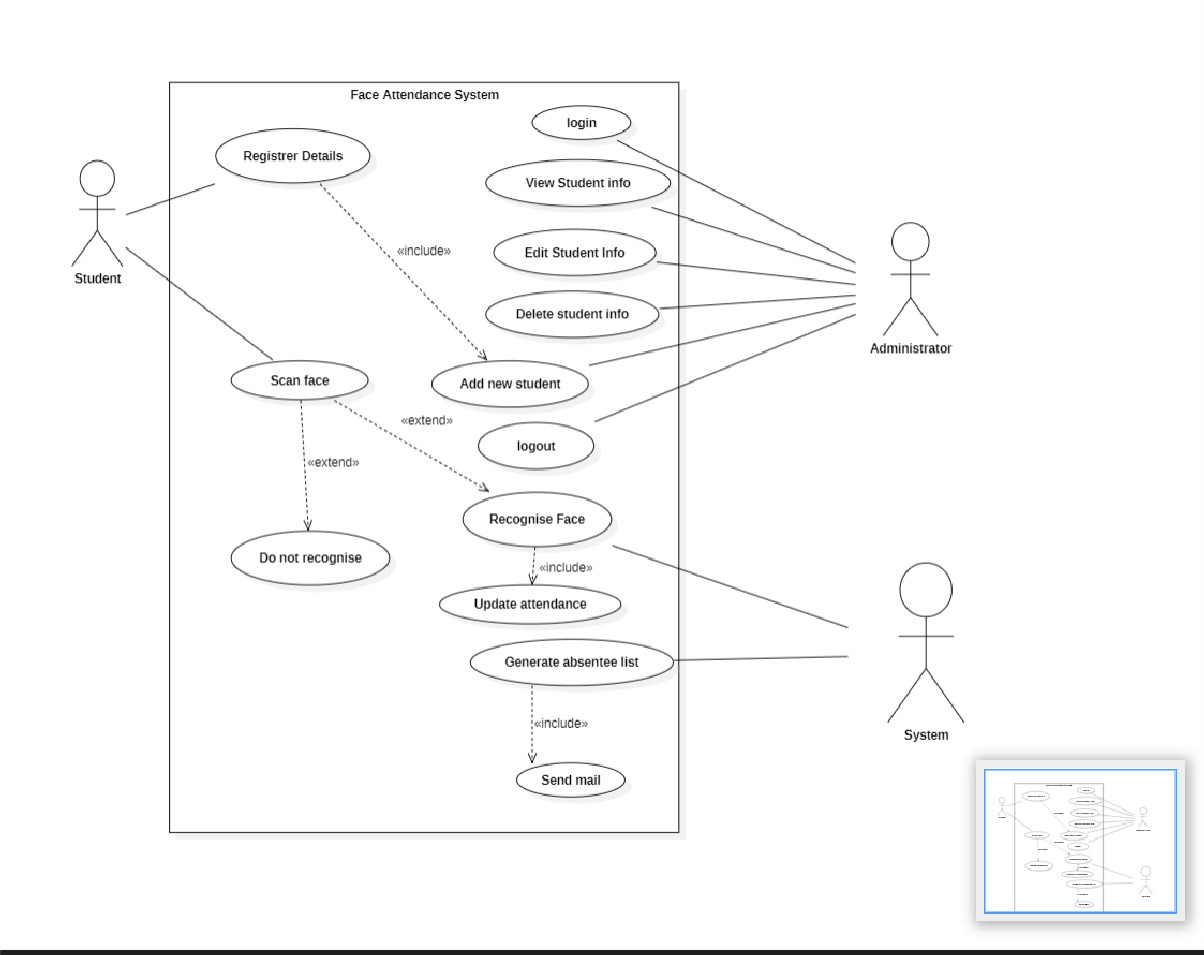 Face Attendance System
login
Registrer Details
View Student info
«include»
Edit Student Info
Student
Delete student info
Administrator
Scan face
Add new student
«extend»
logout
«extend»
Recognise Face
Do not recognise
«include»
Update attendance
Generate absentee list
«include»
System
Send mail